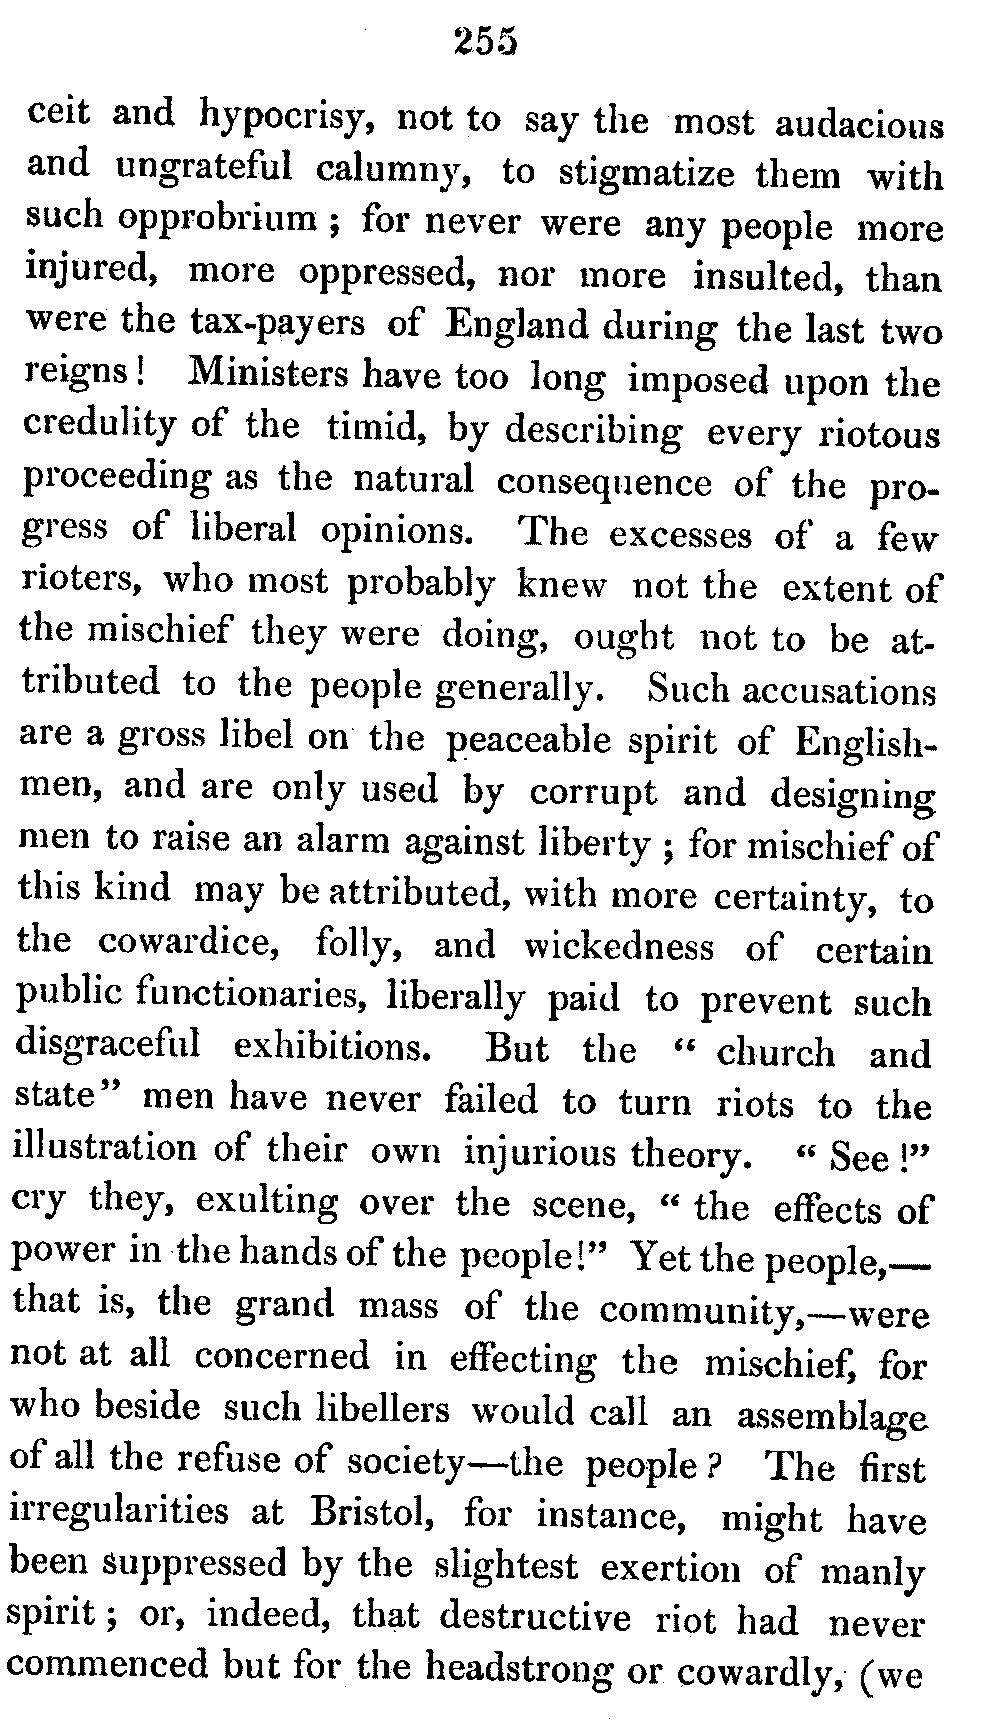 255
ceit and hypocrisy, not to say the most audacious
and ungrateful calumny, to stigmatize them with
such opprobrium ; for never were any people more
injured, more oppressed, nor more insulted, than
were the tax-payers of England during the last two
reigns ! Ministers have too long imposed upon the
credulity of the timid, by describing every riotous
proceeding as the natural consequence of the pro-
gress of liberal opinions. The excesses of a few
rioters, who most probably knew not the extent of
the mischief they were doing, ought not to be at-
tributed to the people generally. Such accusations
are a gross libel on the peaceable spirit of English-
men, and are only used by corrupt and designing
men to raise an alarm against liberty ; for mischief of
this kind may be attributed, with more certainty, to
the cowardice, folly, and wickedness of certain
public functionaries, liberally paid to prevent such
disgraceful exhibitions. But the “ church and
state” men have never failed to turn riots to the
illustration of their own injurious theory. “ See !”
cry they, exulting over the scene, “ the effects of
power in the hands of the people!” Yet the people,—
that is, the grand mass of the community,—were
not at all concerned in effecting the mischief, for
who beside such libellers would call an assemblage
of all the refuse of society—the people ? The first
irregularities at Bristol, for instance, might have
been suppressed by the slightest exertion of manly
spirit ; or, indeed, that destructive riot had never
commenced but for the headstrong or cowardly, (we